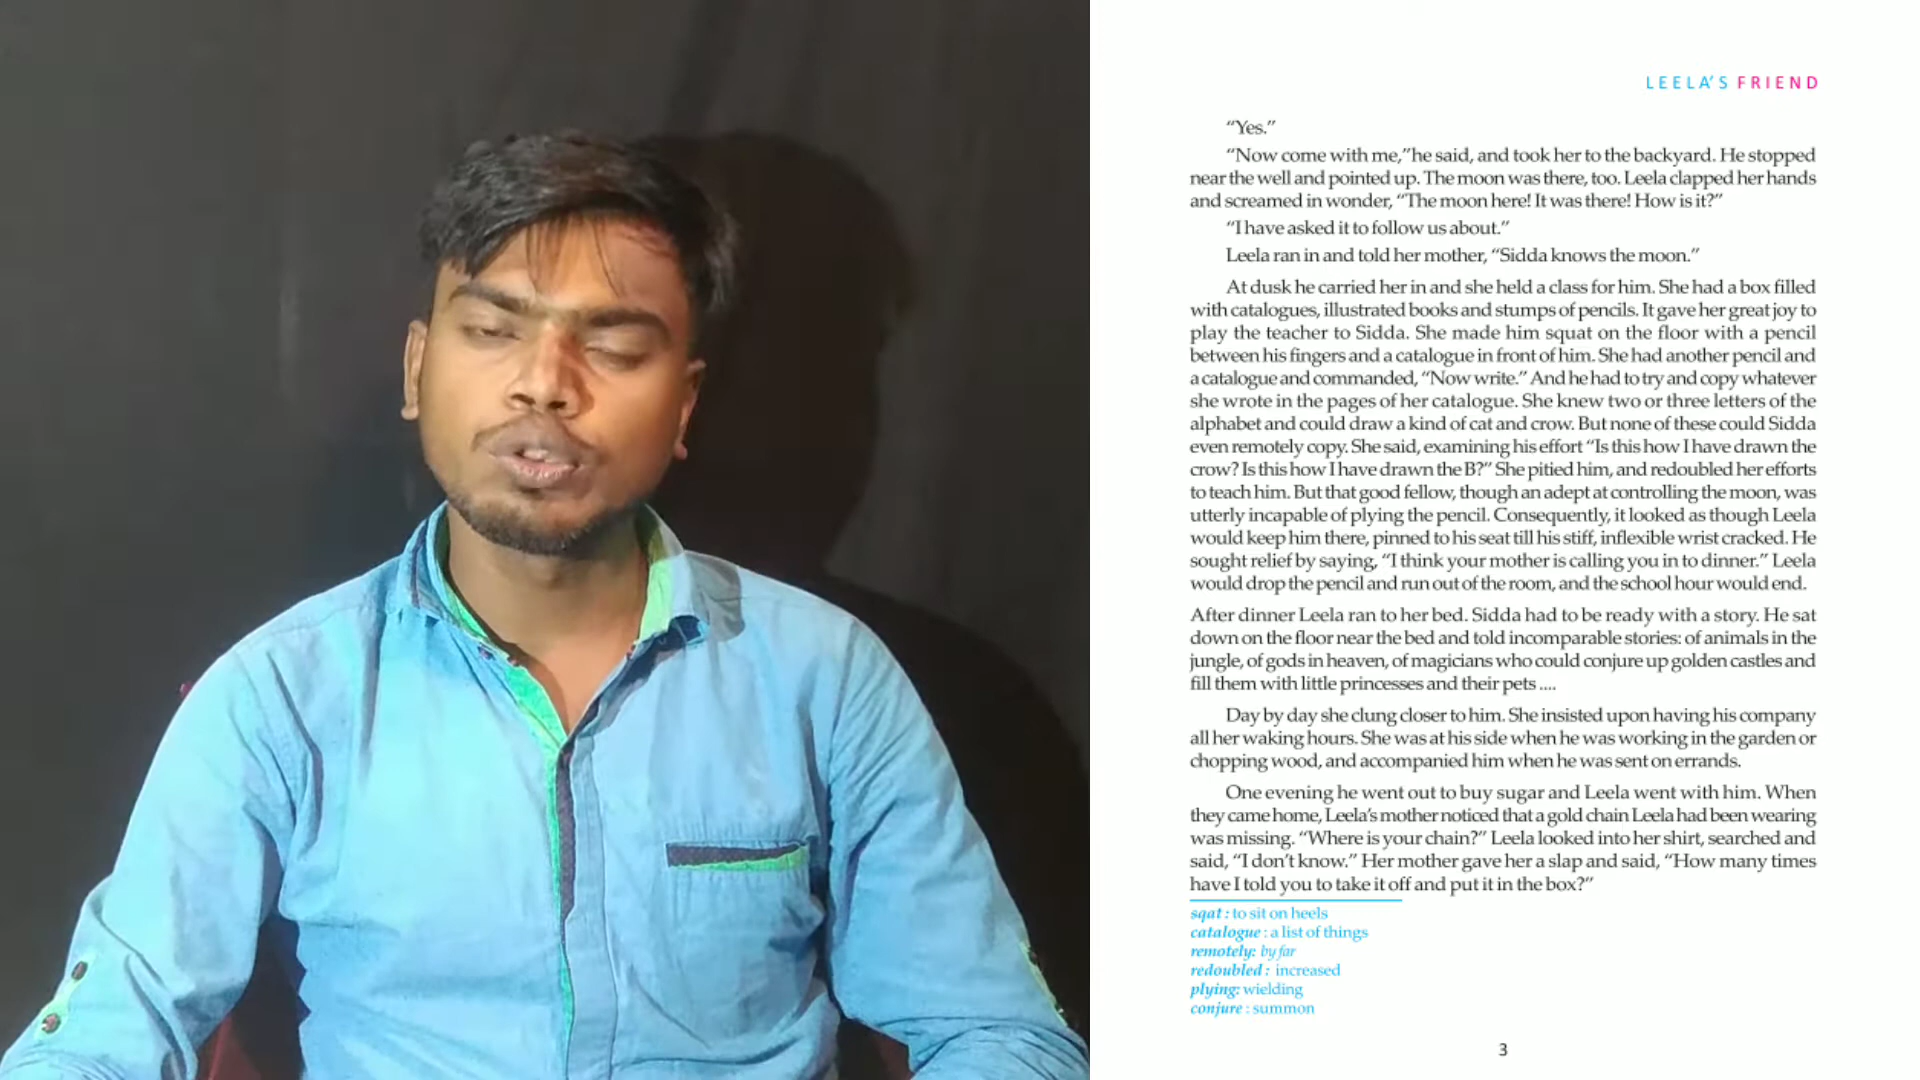 LEELA'S FRIEND
“Yes.”
“Now come with me,”he said, and took her to the backyard. He stopped
near the well and pointed up. The moon was there, too. Leela clapped her hands
and screamed in wonder, “The moon here! It was there! How is it?”
“I have asked it to follow us about.”
Leela ran in and told her mother, “Sidda knows the moon.”
At dusk he carried her in and she held a class for him. She had a box filled
with catalogues, illustrated books and stumps of pencils. It gave her great joy to
play the teacher to Sidda. She made him squat on the floor with a pencil
between his fingers and a catalogue in front of him. She had another pencil and
a catalogue and commanded, “Now write.” And he had to try and copy whatever
she wrote in the pages of her catalogue. She knew two or three letters of the
alphabet and could draw a kind of cat and crow. But none of these could Sidda
even remotely copy. She said, examining his effort “Is this how I have drawn the
crow? Is this how I have drawn the B?” She pitied him, and redoubled her efforts
to teach him. But that good fellow, though an adept at controlling the moon, was
utterly incapable of plying the pencil. Consequently, it looked as though Leela
would keep him there, pinned to his seat till his stiff, inflexible wrist cracked. He
sought relief by saying, “I think your mother is calling you in to dinner.” Leela
would drop the pencil and run out of the room, and the school hour would end.
After dinner Leela ran to her bed. Sidda had to be ready with a story. He sat
down on the floor near the bed and told incomparable stories: of animals in the
jungle, of gods in heaven, of magicians who could conjure up golden castles and
fill them with little princesses and their pets ....
Day by day she clung closer to him. She insisted upon having his company
all her waking hours. She was at his side when he was working in the garden or
chopping wood, and accompanied him when he was sent on errands.
One evening he went out to buy sugar and Leela went with him. When
they came home, Leela’s mother noticed that a gold chain Leela had been wearing
was missing. “Where is your chain?” Leela looked into her shirt, searched and
said, “I don’t know.” Her mother gave her a slap and said, “How many times
have I told you to take it off and put it in the box?”
sqat : to sit on heels
catalogue : a list of things
remotely: by far
redoubled : increased
plying: wielding
conjure : summon
3